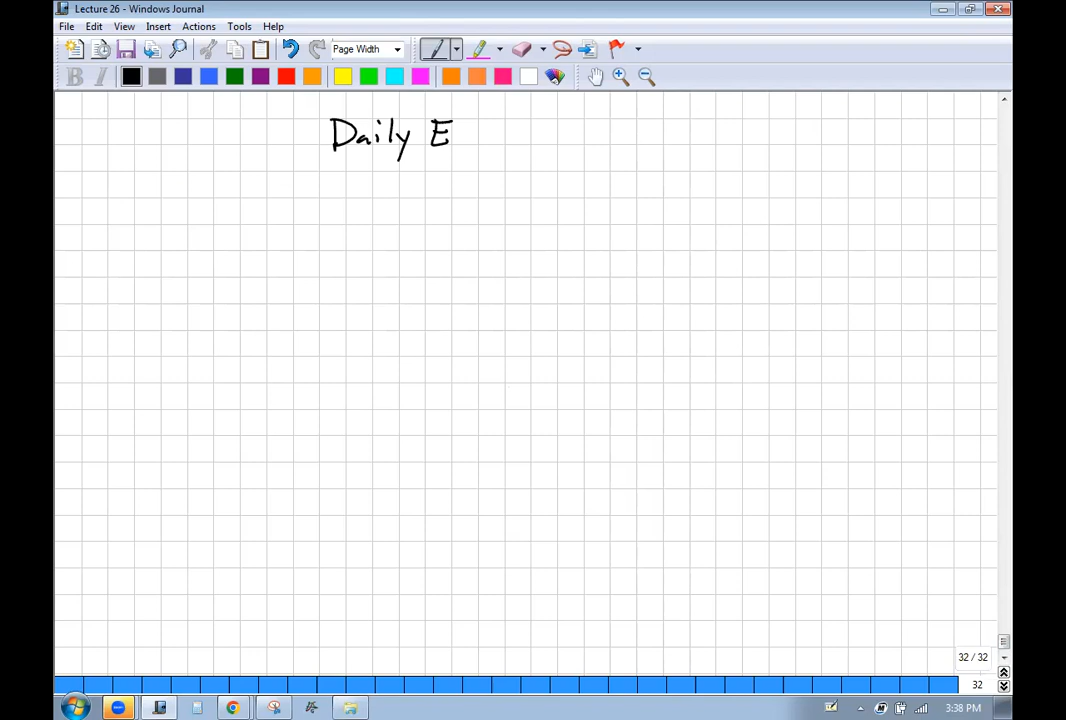 Lecture 26 - Windows Journal
File Edit View Insert Actions Tools Help
Page Width
B I
Daily E
32 / 32
32
3:38 PM